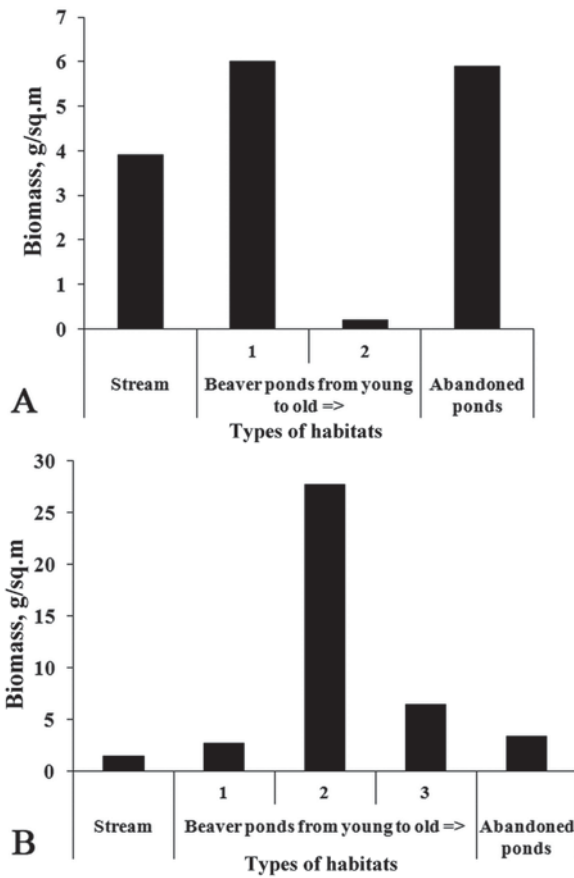 7
6
5
4
3
2
1
0
Biomass, g/sq.m
1 2
Stream Beaver ponds from young to old => Abandoned ponds
Types of habitats
A
30
25
20
15
10
5
0
Biomass, g/sq.m
1 2 3
Stream Beaver ponds from young to old => Abandoned ponds
Types of habitats
B